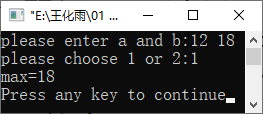 "E:\王化雨\01 ...
please enter a and b:12 18
please choose 1 or 2:1
max=18
Press any key to continue